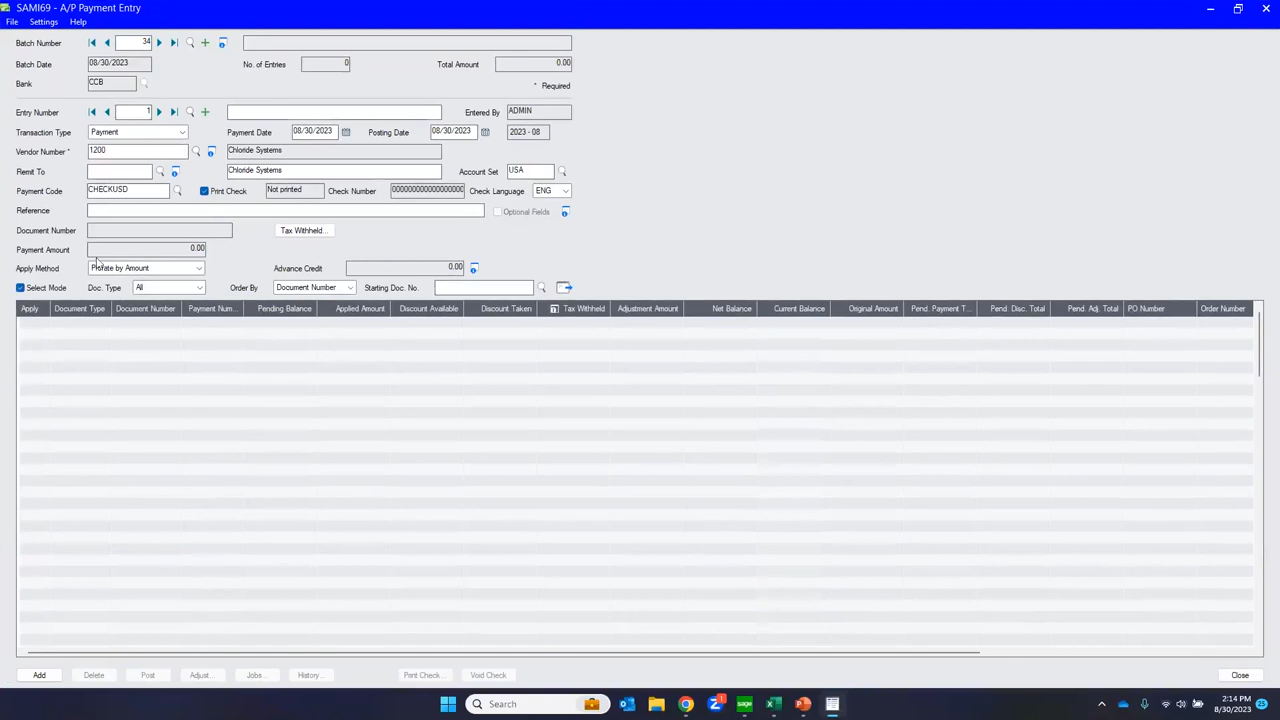 SAMI69 - A/P Payment Entry
File Settings Help
Batch Number 34
Batch Date 08/30/2023 No. of Entries 0 Total Amount 0.00
Bank CCB * Required
Entry Number 1 Entered By ADMIN
Transaction Type Payment Payment Date 08/30/2023 Posting Date 08/30/2023 2023 - 08
Vendor Number * 1200 Chloride Systems
Remit To Chloride Systems Account Set USA
Payment Code CHECKUSD Print Check Not printed Check Number 000000000000000000 Check Language ENG
Reference Optional Fields
Document Number Tax Withheld...
Payment Amount 0.00
Apply Method by Amount Advance Credit 0.00
Select Mode Doc. Type All Order By Document Number Starting Doc. No.
Apply Document Type Document Number Payment Num... Pending Balance Applied Amount Discount Available Discount Taken Tax Withheld Adjustment Amount Net Balance Current Balance Original Amount Pend. Payment T... Pend. Disc. Total Pend. Adj. Total PO Number Order Number
Add Delete Post Adjust... Jobs... History... Print Check... Void Check Close
Search 1 sage 2:14 PM
8/30/2023 25